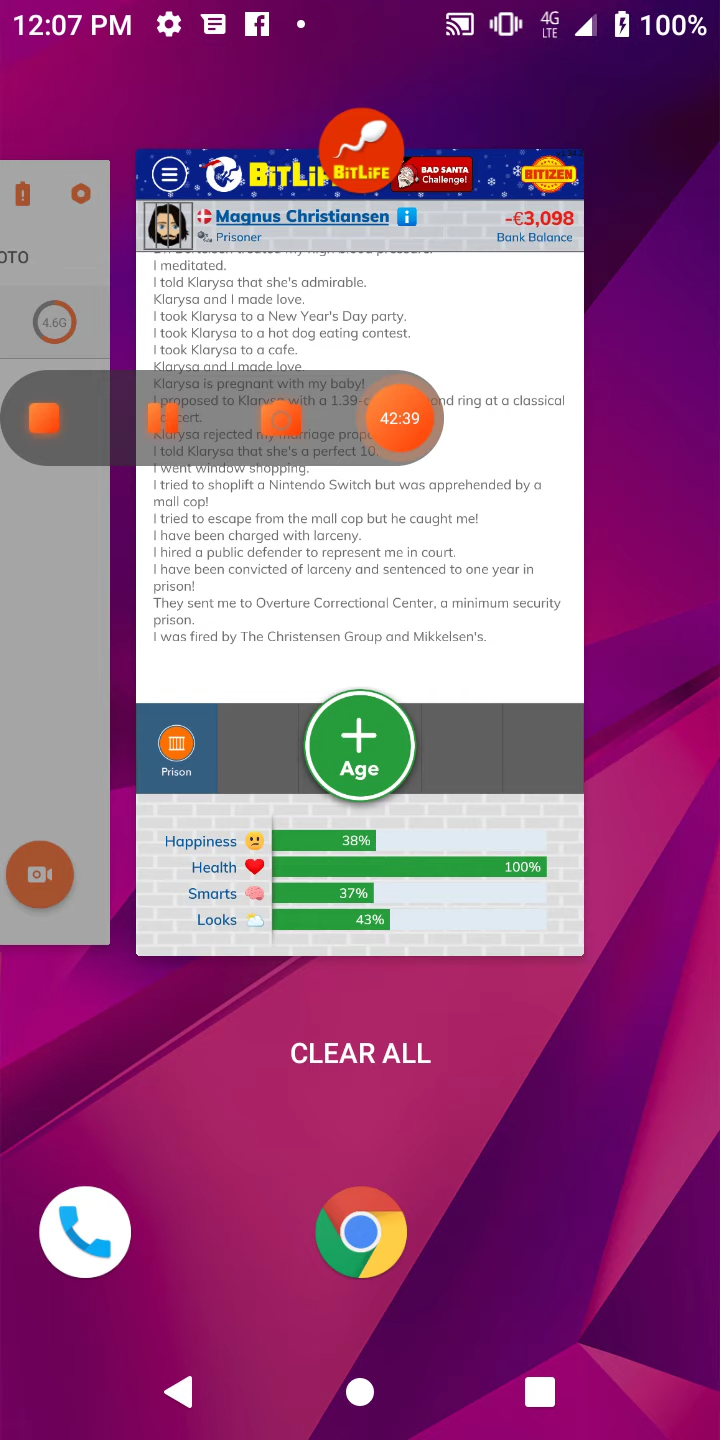 12:07 PM 4G LTE 100%
BITLIFE
BAD SANTA Challenge!
BITIZEN
BITLIFE
OTO
Magnus Christiansen i -€3,098
Prisoner Bank Balance
4.6G
treated my high blood pressure.
I meditated.
I told Klarysa that she's admirable.
Klarysa and I made love.
I took Klarysa to a New Year's Day party.
I took Klarysa to a hot dog eating contest.
I took Klarysa to a cafe.
Klarysa and I made love.
Klarysa is pregnant with my baby!
I proposed to Klarysa with a 1.39- and ring at a classical
Klarysa rejected my marriage
I told Klarysa that she's a perfect 10.
42:39
I went window shopping.
I tried to shoplift a Nintendo Switch but was apprehended by a
mall cop!
I tried to escape from the mall cop but he caught me!
I have been charged with larceny.
I hired a public defender to represent me in court.
I have been convicted of larceny and sentenced to one year in
prison!
They sent me to Overture Correctional Center, a minimum security
prison.
I was fired by The Christensen Group and Mikkelsen's.
Prison
+
Age
Happiness 38%
Health 100%
Smarts 37%
Looks 43%
CLEAR ALL